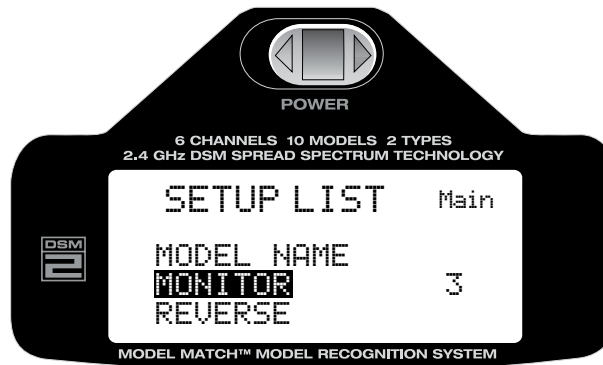 POWER
6 CHANNELS 10 MODELS 2 TYPES
2.4 GHz DSM SPREAD SPECTRUM TECHNOLOGY
SETUP LIST Main
DSM
2
MODEL NAME
MONITOR 3
REVERSE
MODEL MATCH™ MODEL RECOGNITION SYSTEM